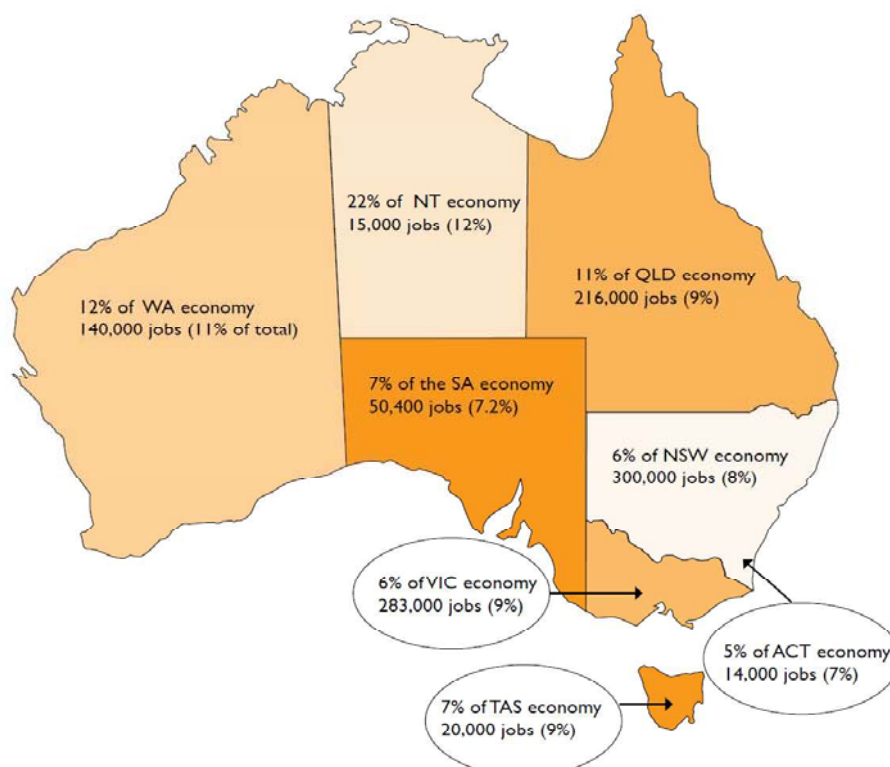 22% of NT economy
15,000 jobs (12%)
11% of QLD economy
216,000 jobs (9%)
12% of WA economy
140,000 jobs (11% of total)
7% of the SA economy
50,400 jobs (7.2%)
6% of NSW economy
300,000 jobs (8%)
6% of VIC economy
283,000 jobs (9%)
5% of ACT economy
14,000 jobs (7%)
7% of TAS economy
20,000 jobs (9%)